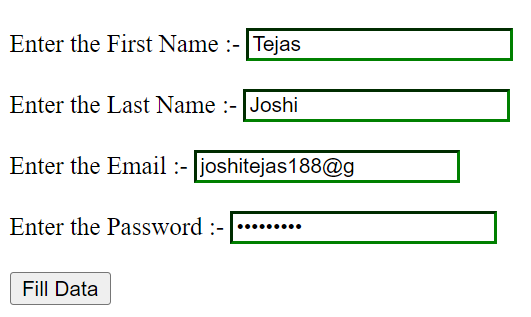 Enter the First Name :- Tejas
Enter the Last Name :- Joshi
Enter the Email :- joshitejas188@g
Enter the Password :- •••••••••
Fill Data